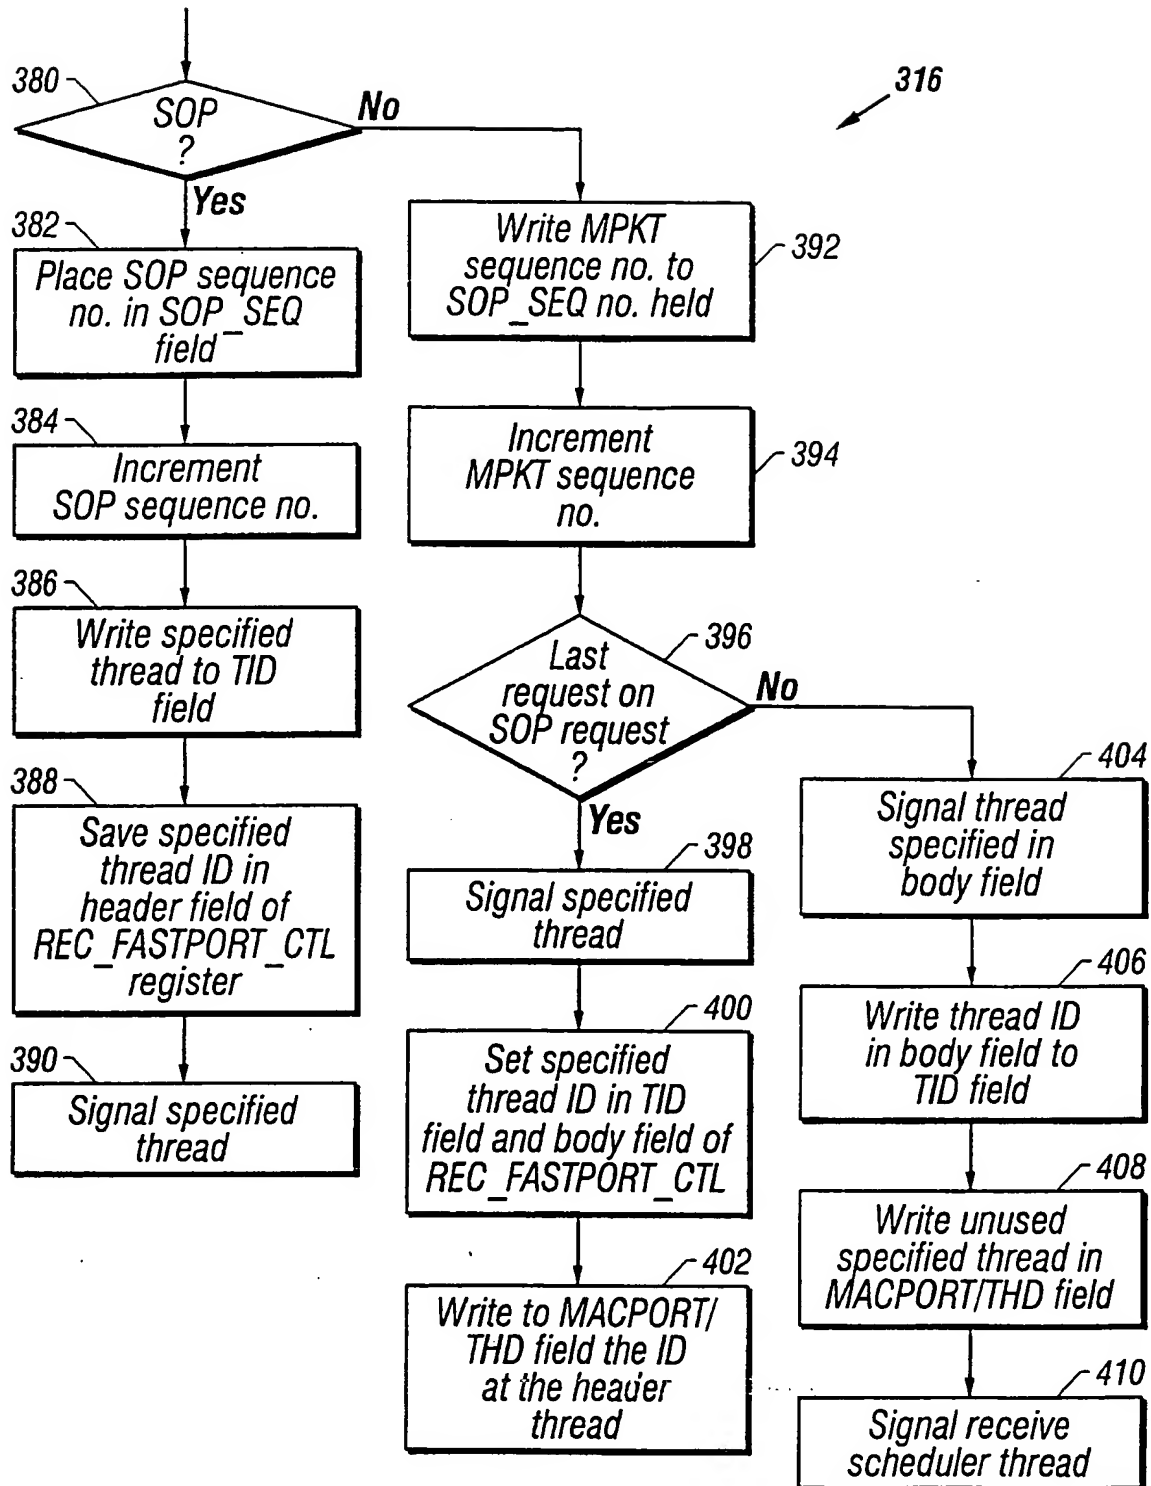 316
380
SOP
?
No
Yes
382
Place SOP sequence
no. in SOP_SEQ
field
384
Increment
SOP sequence no.
386
Write specified
thread to TID
field
388
Save specified
thread ID in
header field of
REC_FASTPORT_CTL
register
390
Signal specified
thread
Write MPKT
sequence no. to
SOP_SEQ no. held
392
Increment
MPKT sequence
no.
394
396
Last
request on
SOP request
?
No
Yes
398
Signal specified
thread
400
Set specified
thread ID in TID
field and body field of
REC_FASTPORT_CTL
402
Write to MACPORT/
THD field the ID
at the header
thread
404
Signal thread
specified in
body field
406
Write thread ID
in body field to
TID field
408
Write unused
specified thread in
MACPORT/THD field
410
Signal receive
scheduler thread